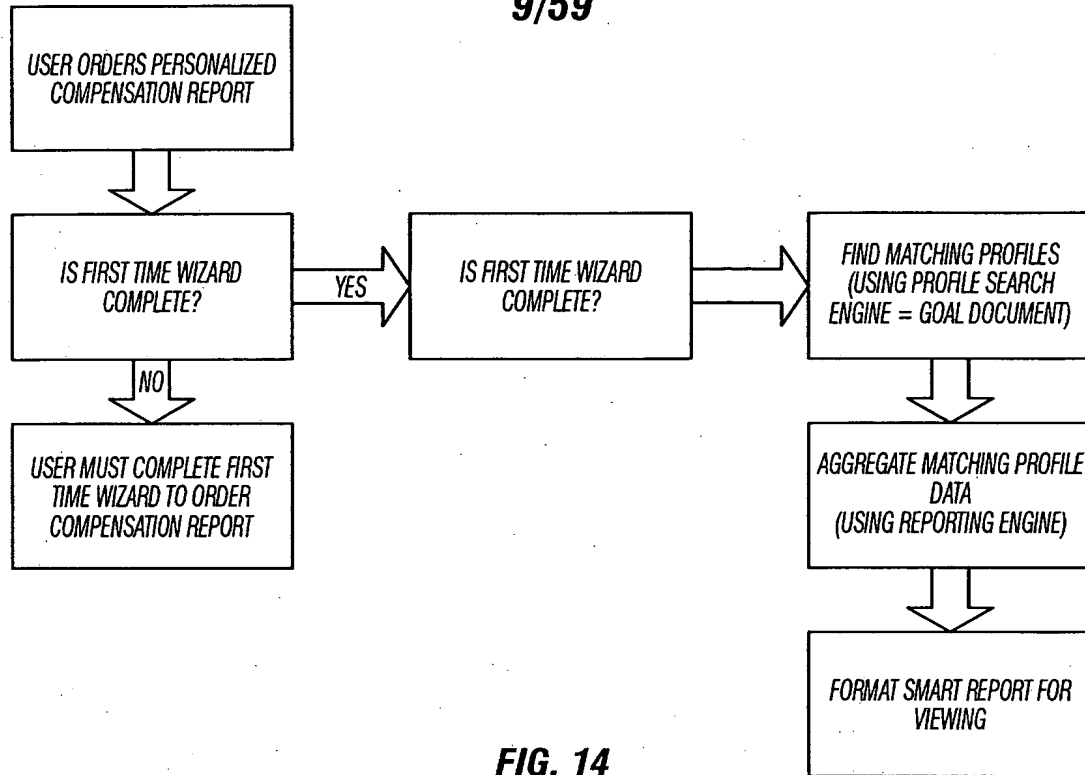 9/59
USER ORDERS PERSONALIZED
COMPENSATION REPORT
IS FIRST TIME WIZARD
COMPLETE?
YES
IS FIRST TIME WIZARD
COMPLETE?
FIND MATCHING PROFILES
(USING PROFILE SEARCH
ENGINE = GOAL DOCUMENT)
NO
USER MUST COMPLETE FIRST
TIME WIZARD TO ORDER
COMPENSATION REPORT
AGGREGATE MATCHING PROFILE
DATA
(USING REPORTING ENGINE)
FORMAT SMART REPORT FOR
VIEWING
FIG. 14